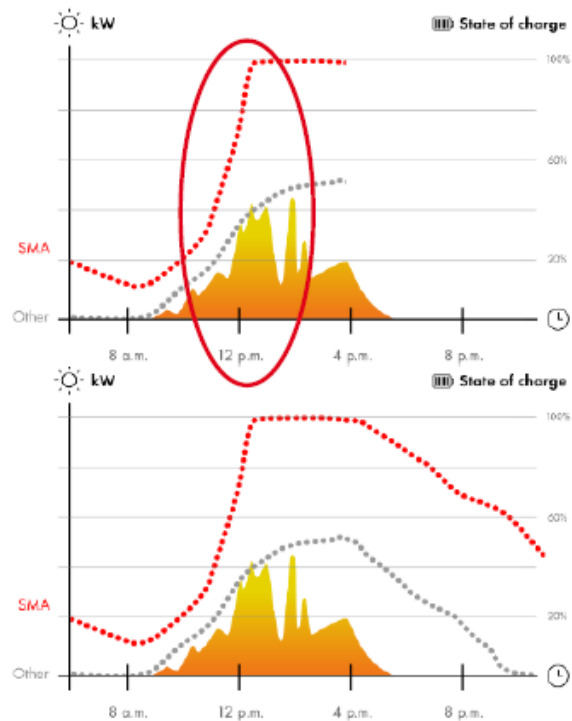 kW State of charge
100%
60%
SMA 20%
Other
8 a.m. 12 p.m. 4 p.m. 8 p.m.
kW State of charge
100%
60%
SMA 20%
Other
8 a.m. 12 p.m. 4 p.m. 8 p.m.